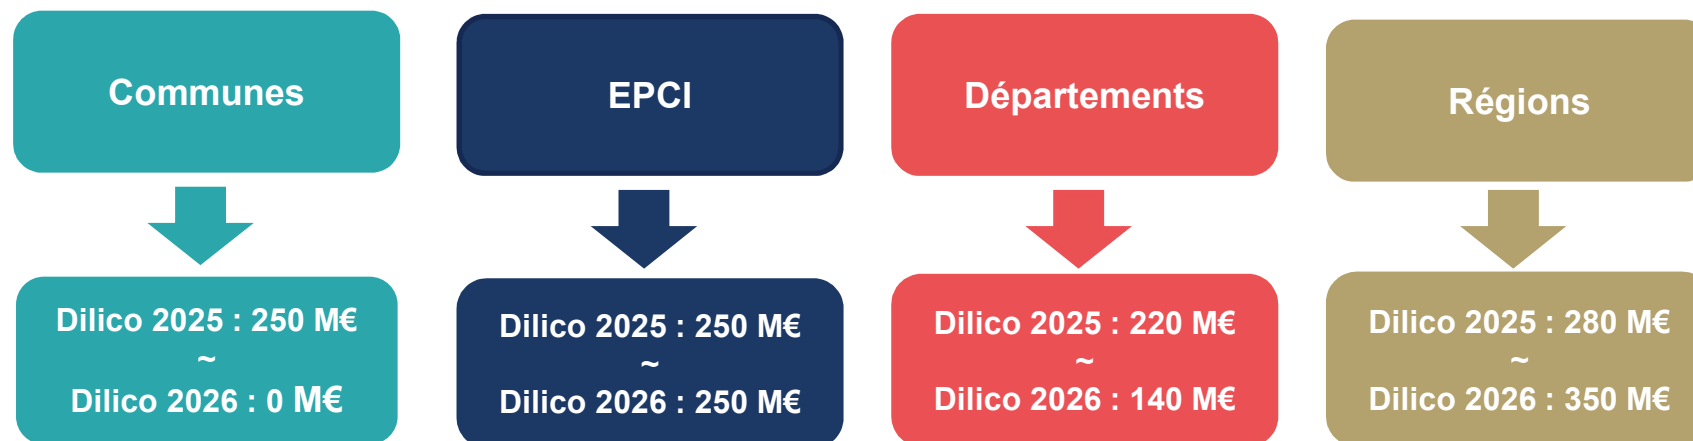 Communes
EPCI
Départements
Régions
Dilico 2025 : 250 M€
~
Dilico 2026 : 0 M€
Dilico 2025 : 250 M€
~
Dilico 2026 : 250 M€
Dilico 2025 : 220 M€
~
Dilico 2026 : 140 M€
Dilico 2025 : 280 M€
~
Dilico 2026 : 350 M€